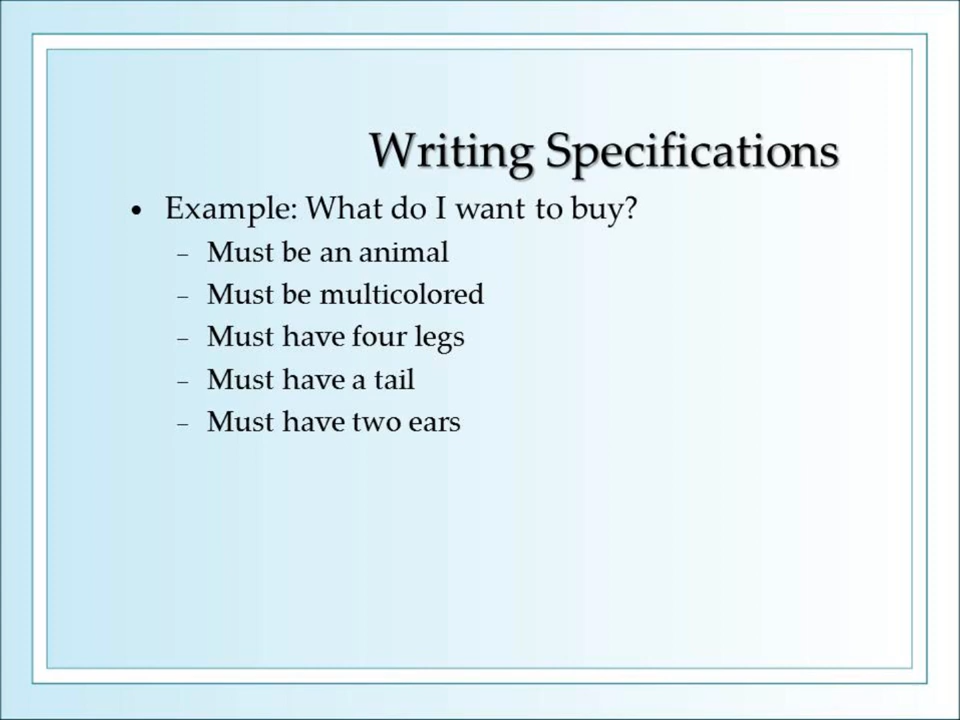 Writing Specifications
• Example: What do I want to buy?
– Must be an animal
– Must be multicolored
– Must have four legs
– Must have a tail
– Must have two ears